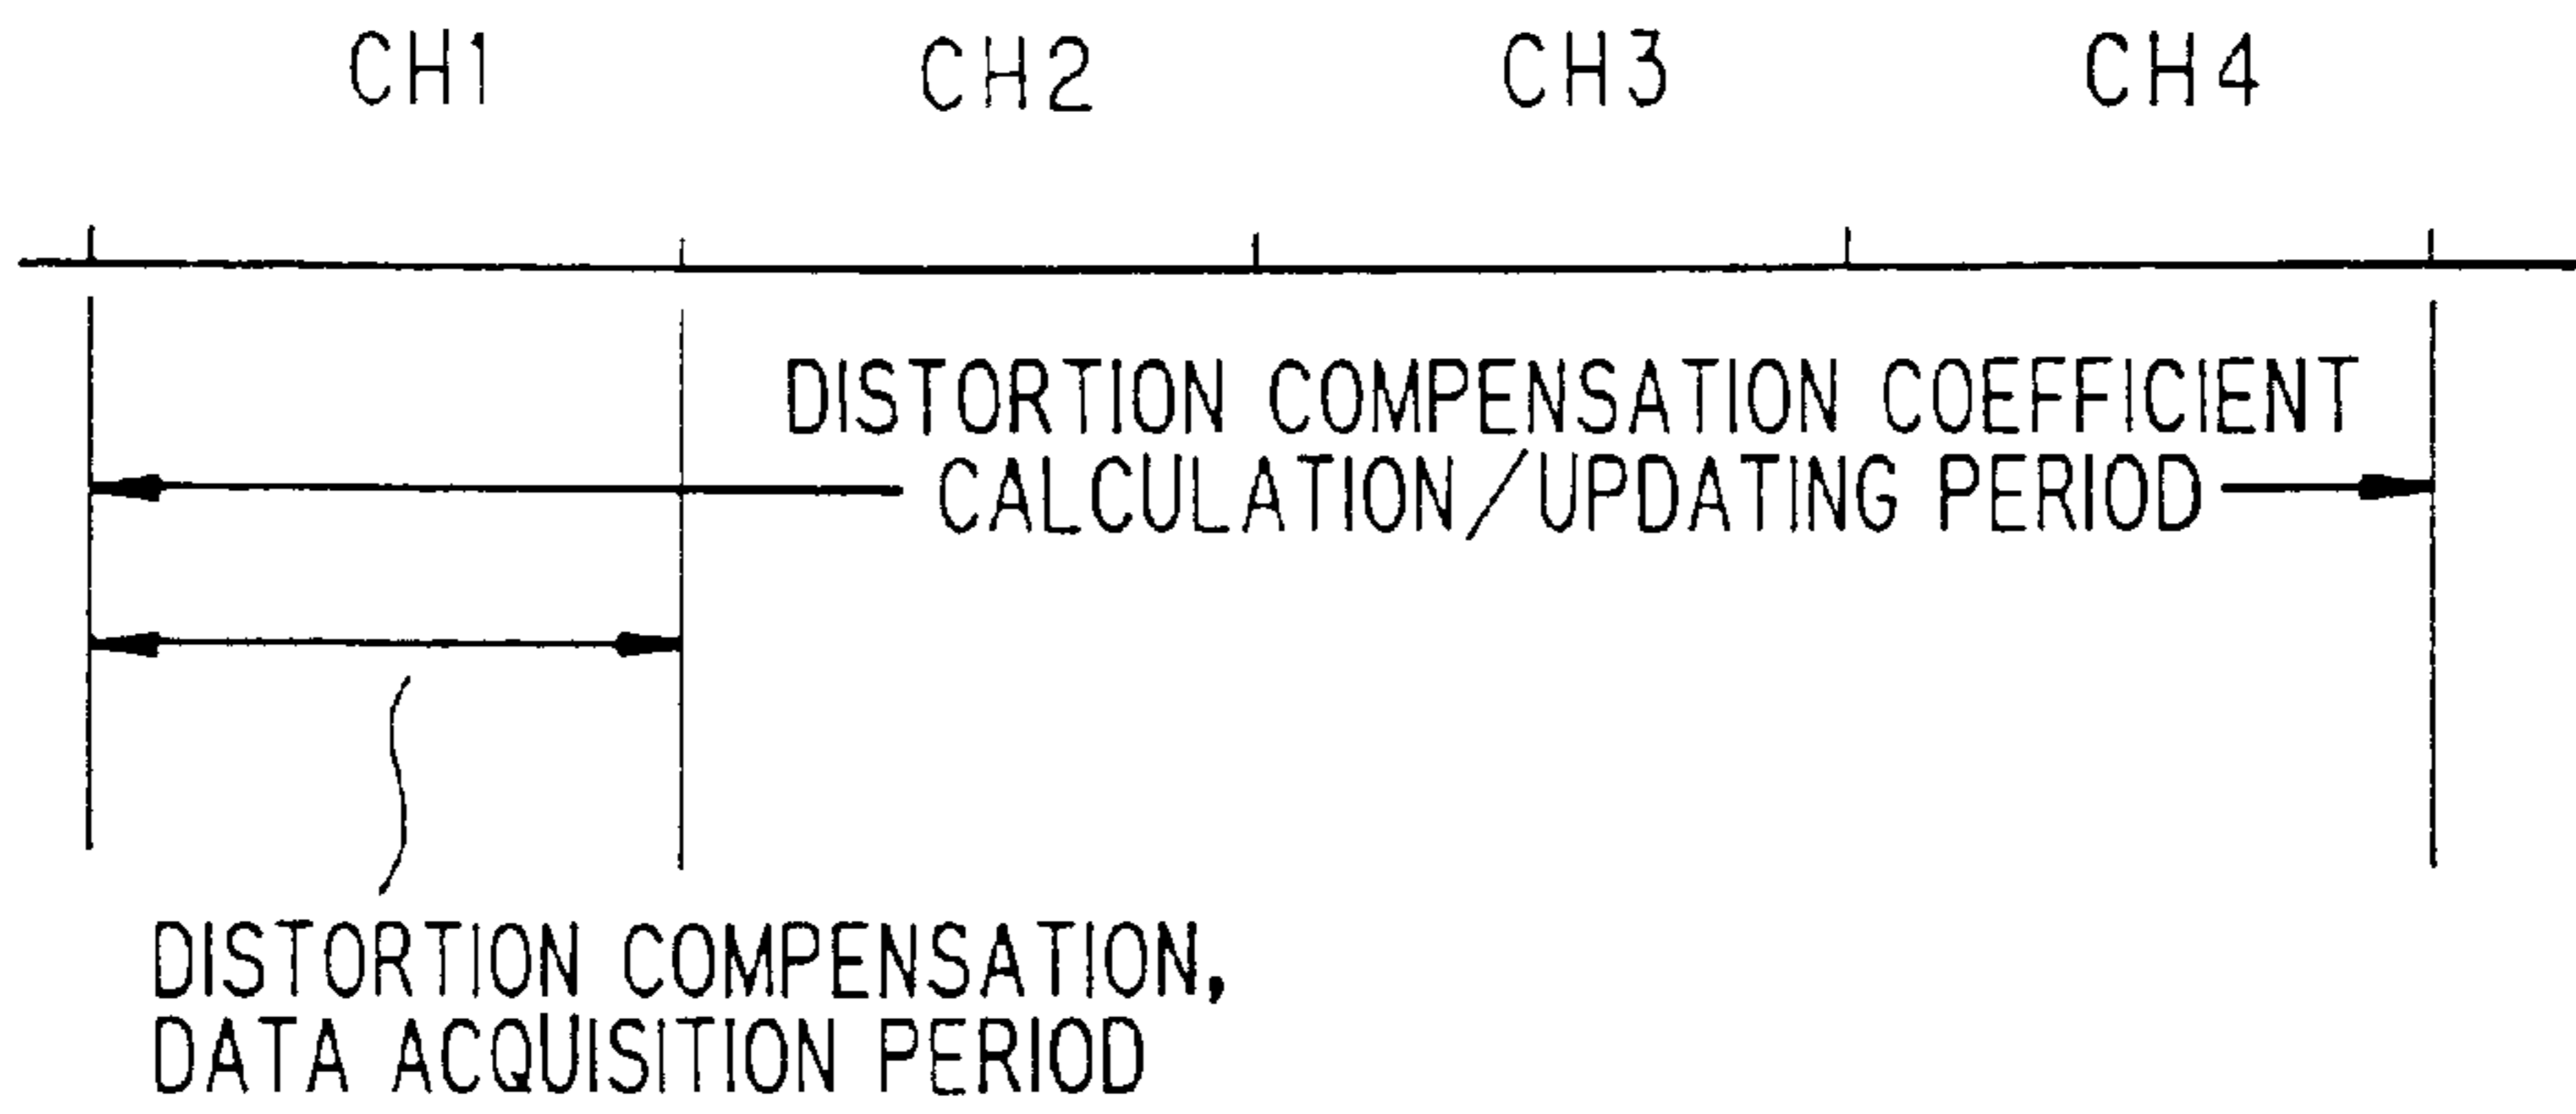 CH1 CH2 CH3 CH4
DISTORTION COMPENSATION COEFFICIENT
CALCULATION/UPDATING PERIOD
DISTORTION COMPENSATION,
DATA ACQUISITION PERIOD